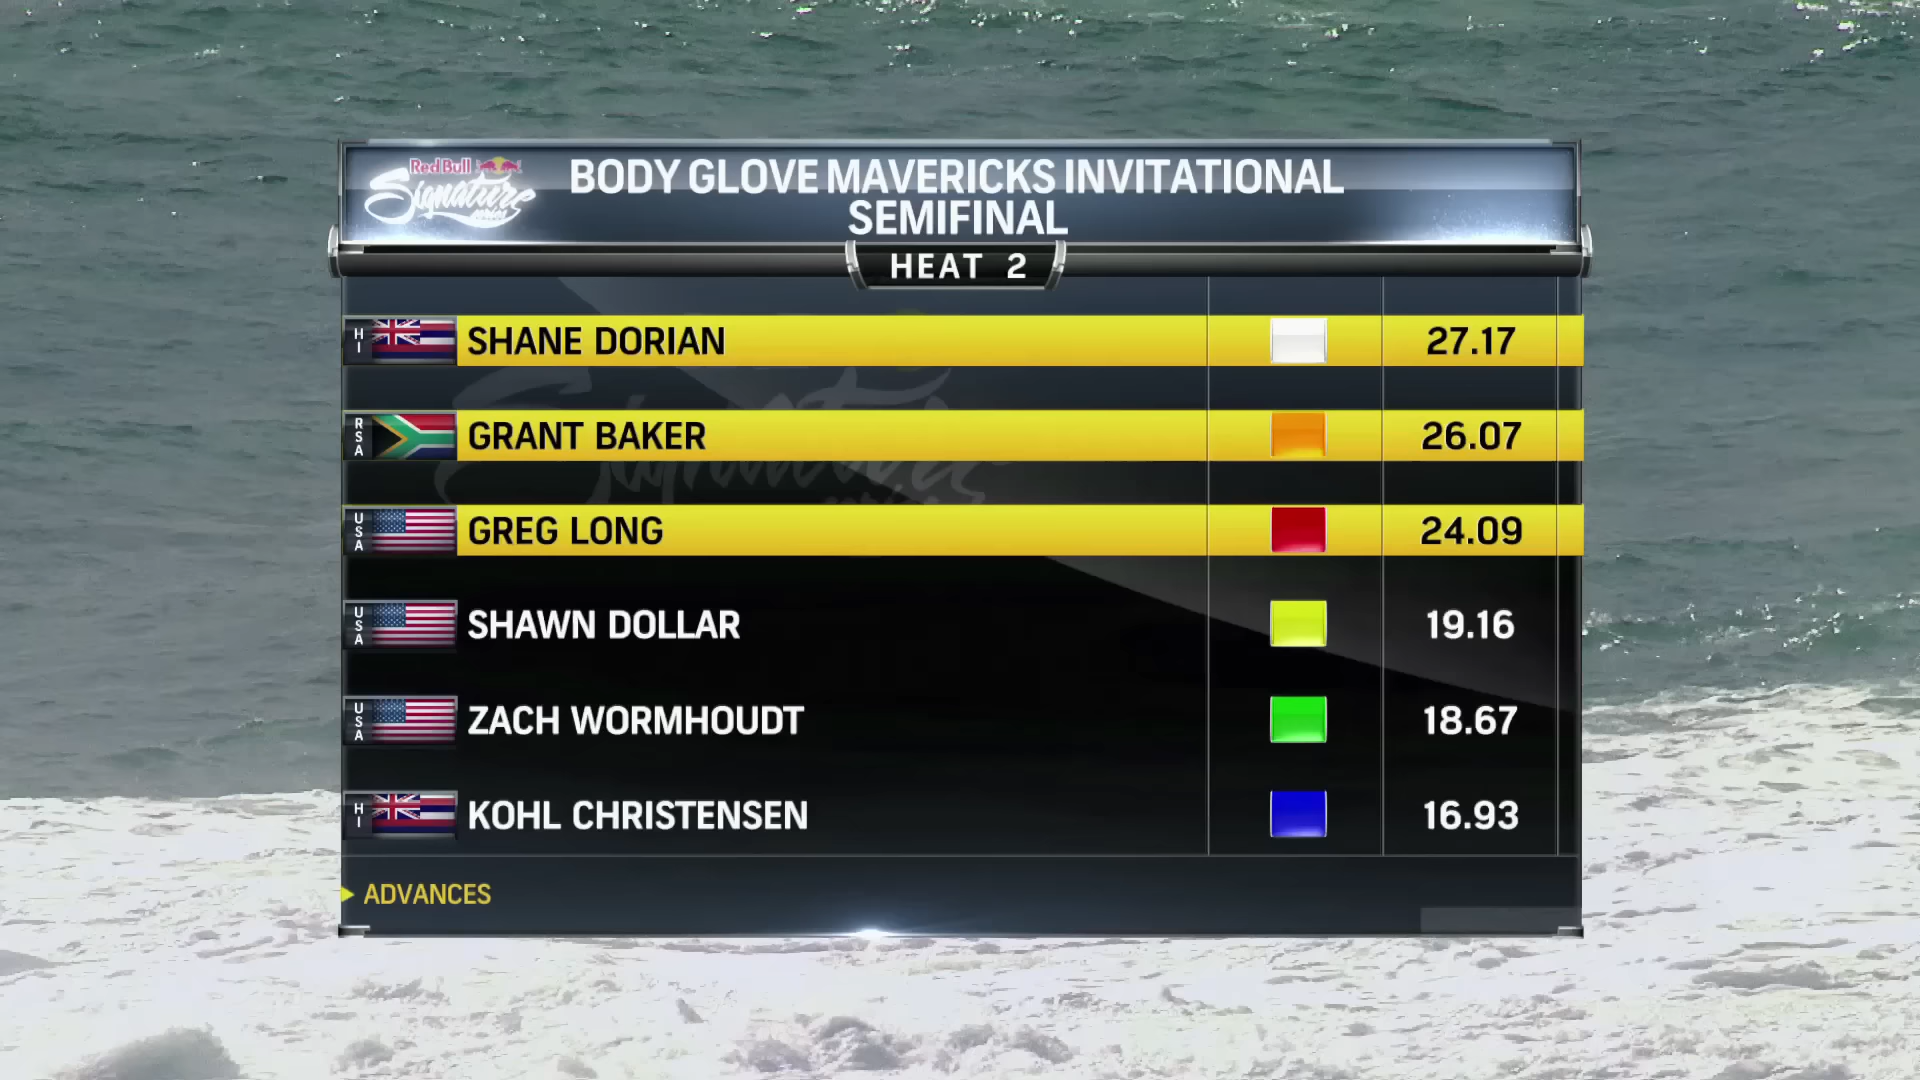 Red Bull
Signature
series
BODY GLOVE MAVERICKS INVITATIONAL
SEMIFINAL
HEAT 2
HI SHANE DORIAN 27.17
RSA GRANT BAKER 26.07
USA GREG LONG 24.09
USA SHAWN DOLLAR 19.16
USA ZACH WORMHOUDT 18.67
HI KOHL CHRISTENSEN 16.93
ADVANCES